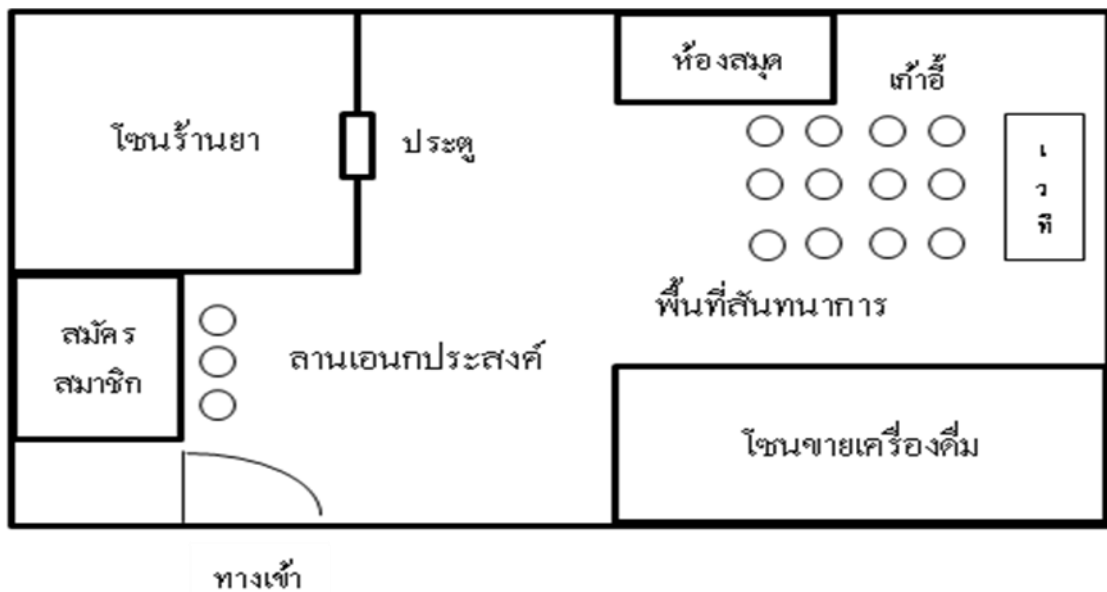 ห้องสมุด
เก้าอี้
โซนร้านยา
ประตู
เ
ว
ที
พื้นที่สันทนาการ
สมัคร
สมาชิก
ลานเอนกประสงค์
โซนขายเครื่องดื่ม
ทางเข้า